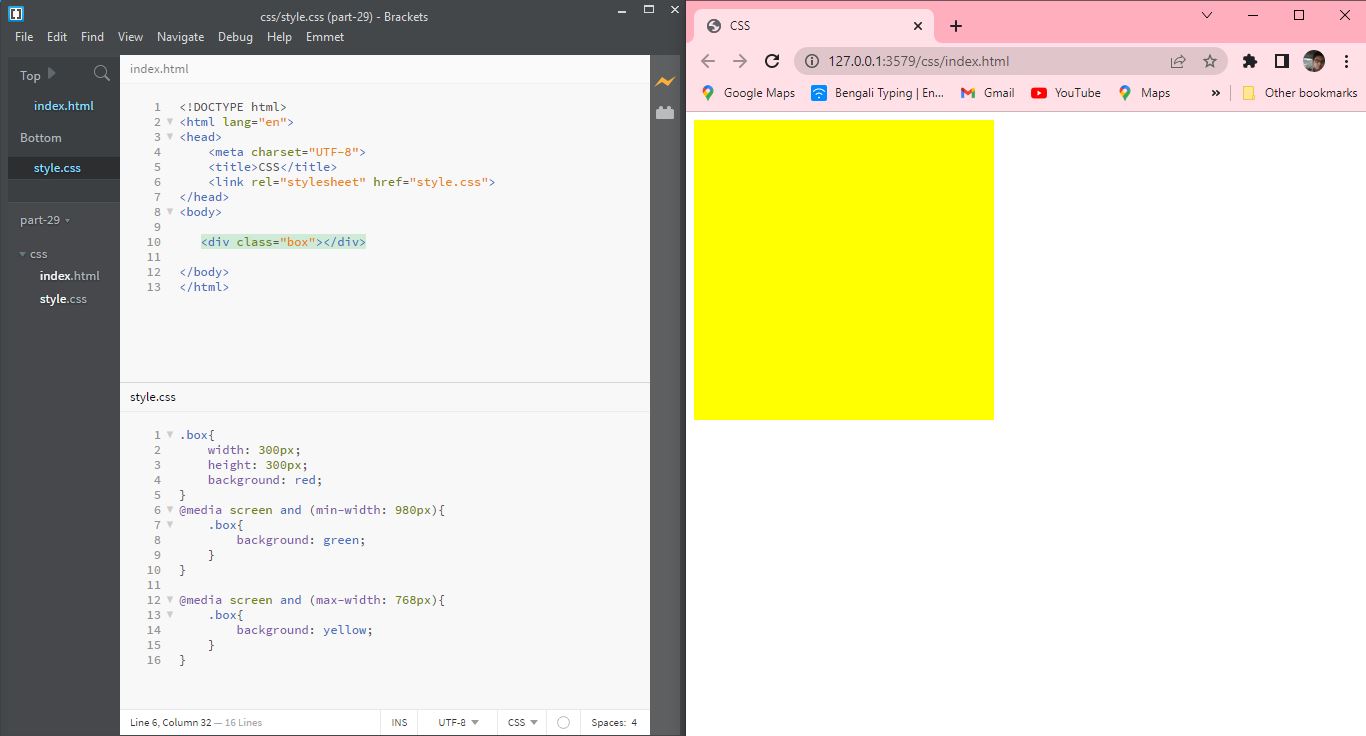 css/style.css (part-29) - Brackets
File Edit Find View Navigate Debug Help Emmet
Top
index.html
Bottom
style.css
part-29
css
index.html
style.css
index.html
1 <!DOCTYPE html>
2 <html lang="en">
3 <head>
4 <meta charset="UTF-8">
5 <title>CSS</title>
6 <link rel="stylesheet" href="style.css">
7 </head>
8 <body>
9
10 <div class="box"></div>
11
12 </body>
13 </html>
style.css
1 .box{
2 width: 300px;
3 height: 300px;
4 background: red;
5 }
6 @media screen and (min-width: 980px){
7 .box{
8 background: green;
9 }
10 }
11
12 @media screen and (max-width: 768px){
13 .box{
14 background: yellow;
15 }
16 }
Line 6, Column 32 — 16 Lines INS UTF-8 CSS Spaces: 4
CSS
127.0.0.1:3579/css/index.html
Google Maps Bengali Typing | En... Gmail YouTube Maps » Other bookmarks